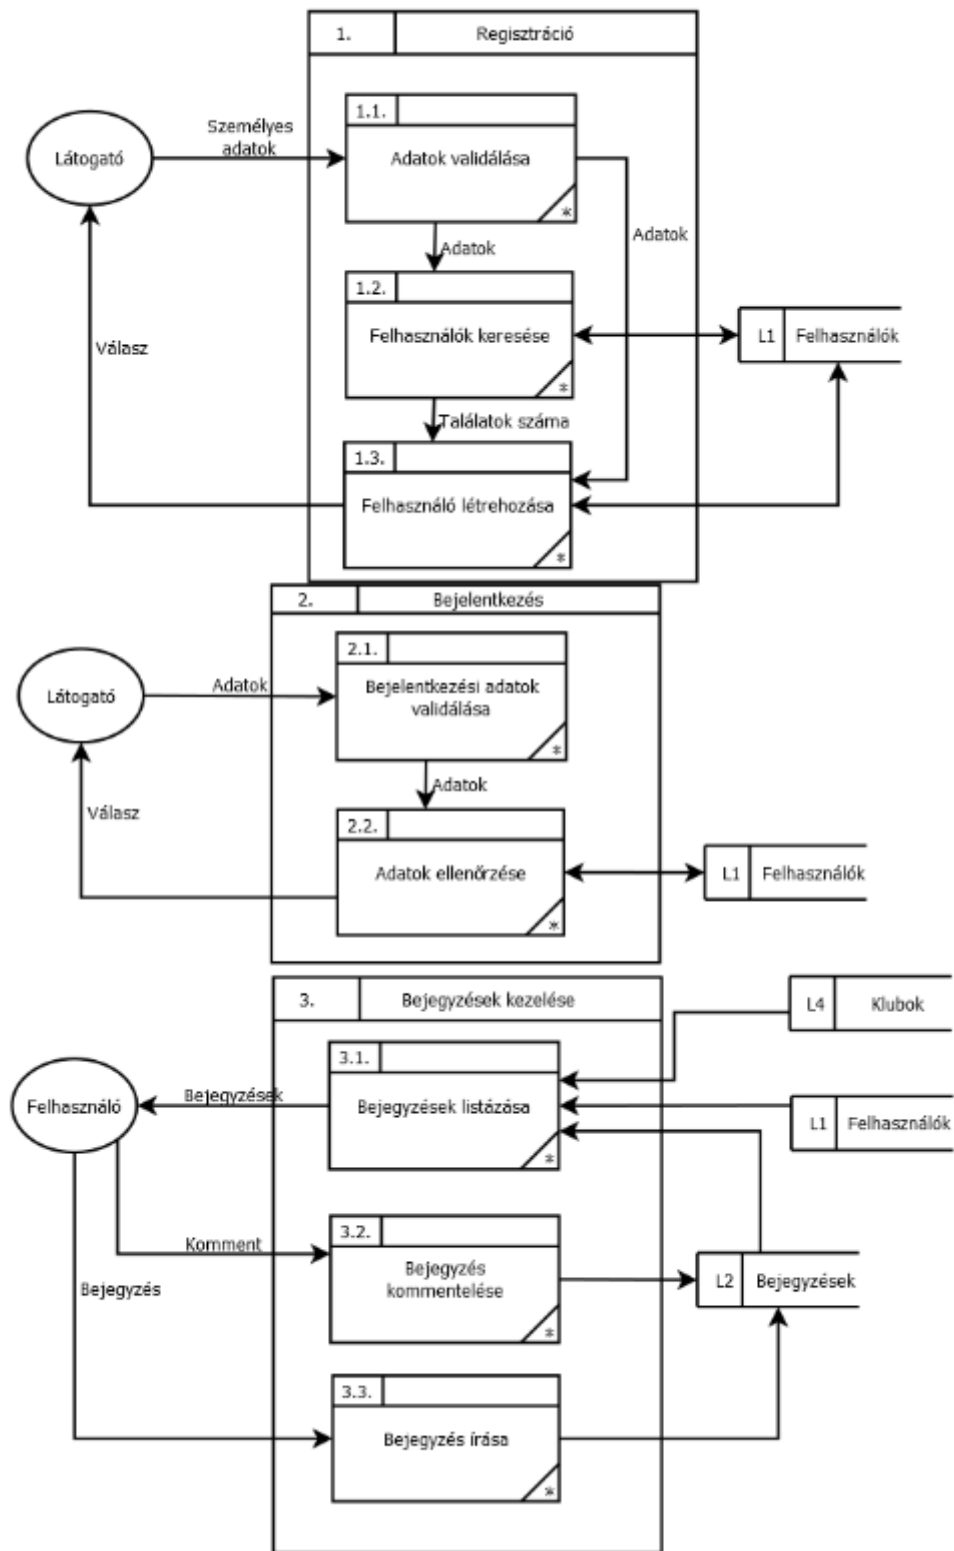 1.
Regisztráció
1.1.
Személyes
adatok
Látogató
Adatok validálása
*
Adatok
Adatok
1.2.
Felhasználók keresése
L1
Felhasználók
Válasz
*
Találatok száma
1.3.
Felhasználó létrehozása
*
2.
Bejelentkezés
2.1.
Adatok
Látogató
Bejelentkezési adatok
validálása
*
Adatok
Válasz
2.2.
Adatok ellenőrzése
L1
Felhasználók
*
3.
Bejegyzések kezelése
L4
Klubok
3.1.
Bejegyzések
Felhasználó
Bejegyzések listázása
L1
Felhasználók
*
3.2.
Komment
Bejegyzés
kommentelése
Bejegyzés
L2
Bejegyzések
*
3.3.
Bejegyzés írása
*